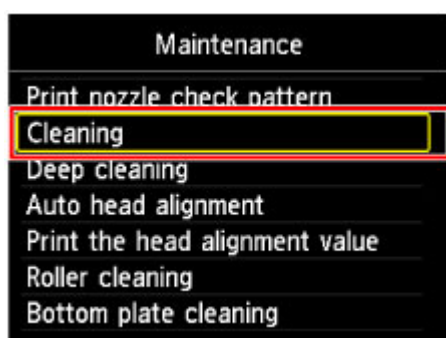 Maintenance
Print nozzle check pattern
Cleaning
Deep cleaning
Auto head alignment
Print the head alignment value
Roller cleaning
Bottom plate cleaning